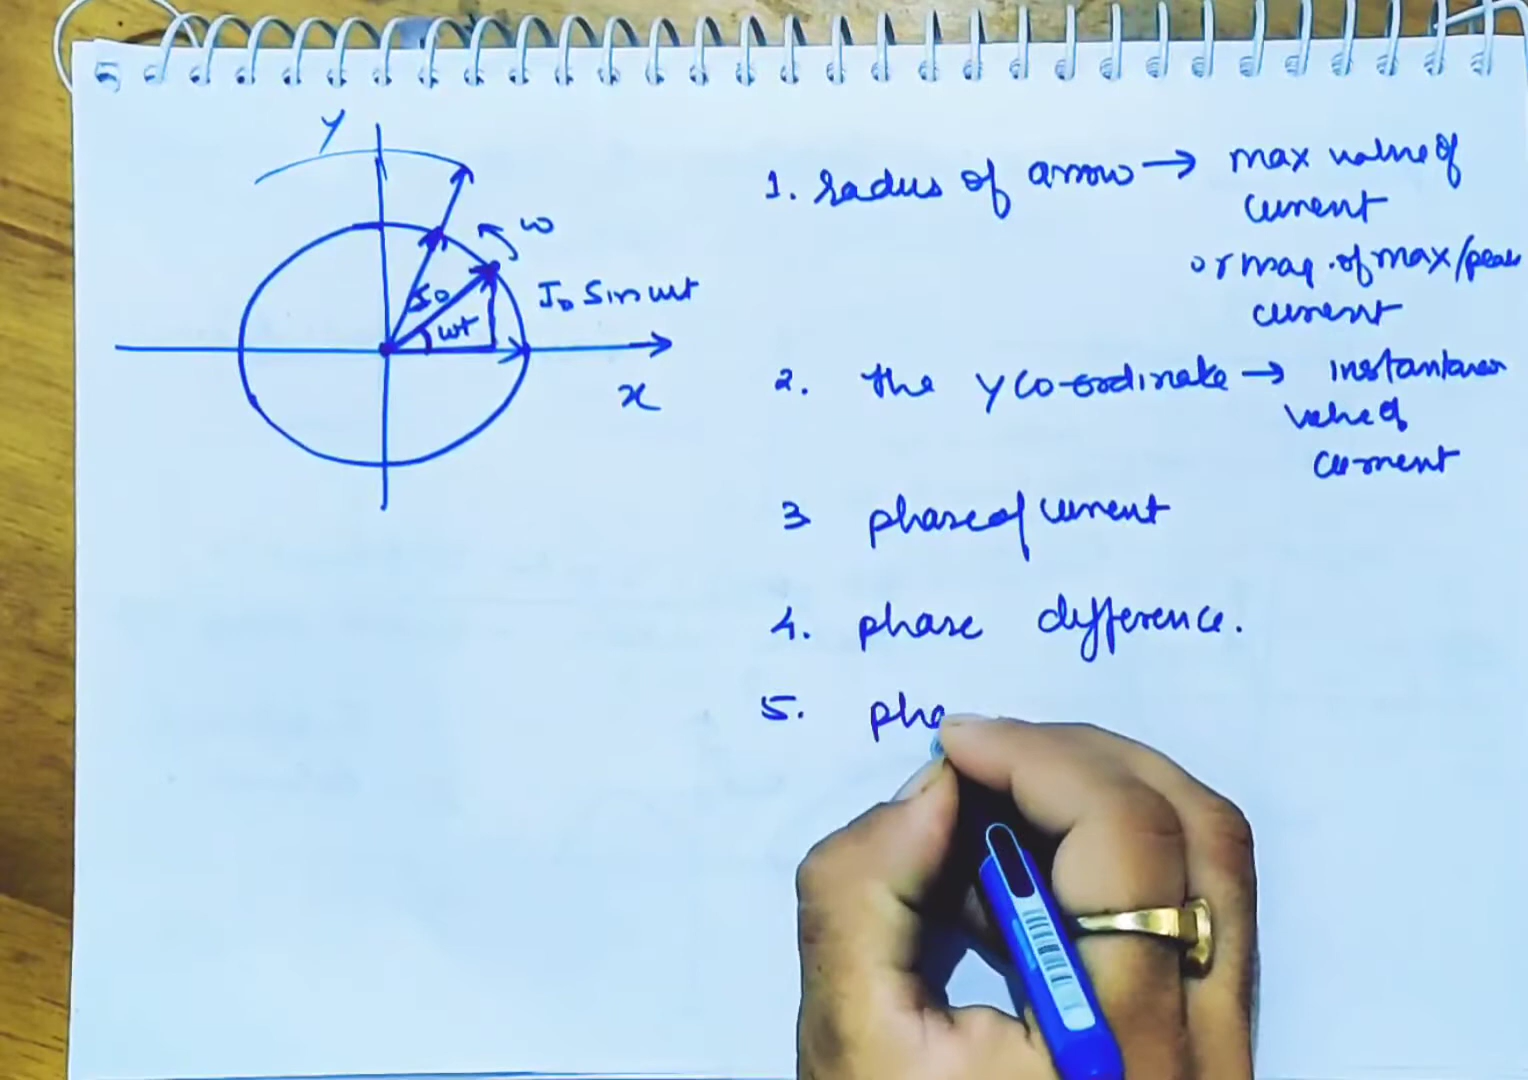 y
ω
I₀ Sin ωt
I₀
ωt
x
1. radius of arrow → max value of
current
or mag. of max/peak
current
2. the y co-ordinate →
value of
current
3 phase of current
4. phase difference.
5. pha